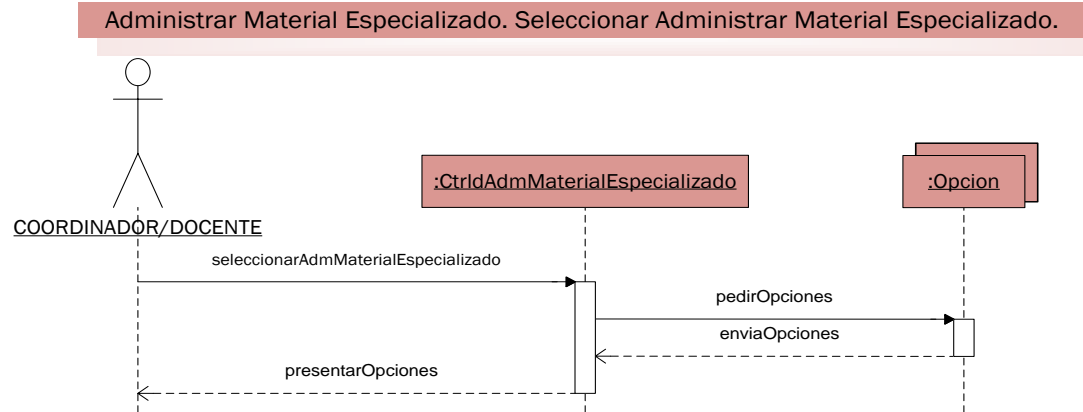 Administrar Material Especializado. Seleccionar Administrar Material Especializado.
:CtrldAdmMaterialEspecializado
:Opcion
COORDINADOR/DOCENTE
seleccionarAdmMaterialEspecializado
pedirOpciones
enviaOpciones
presentarOpciones